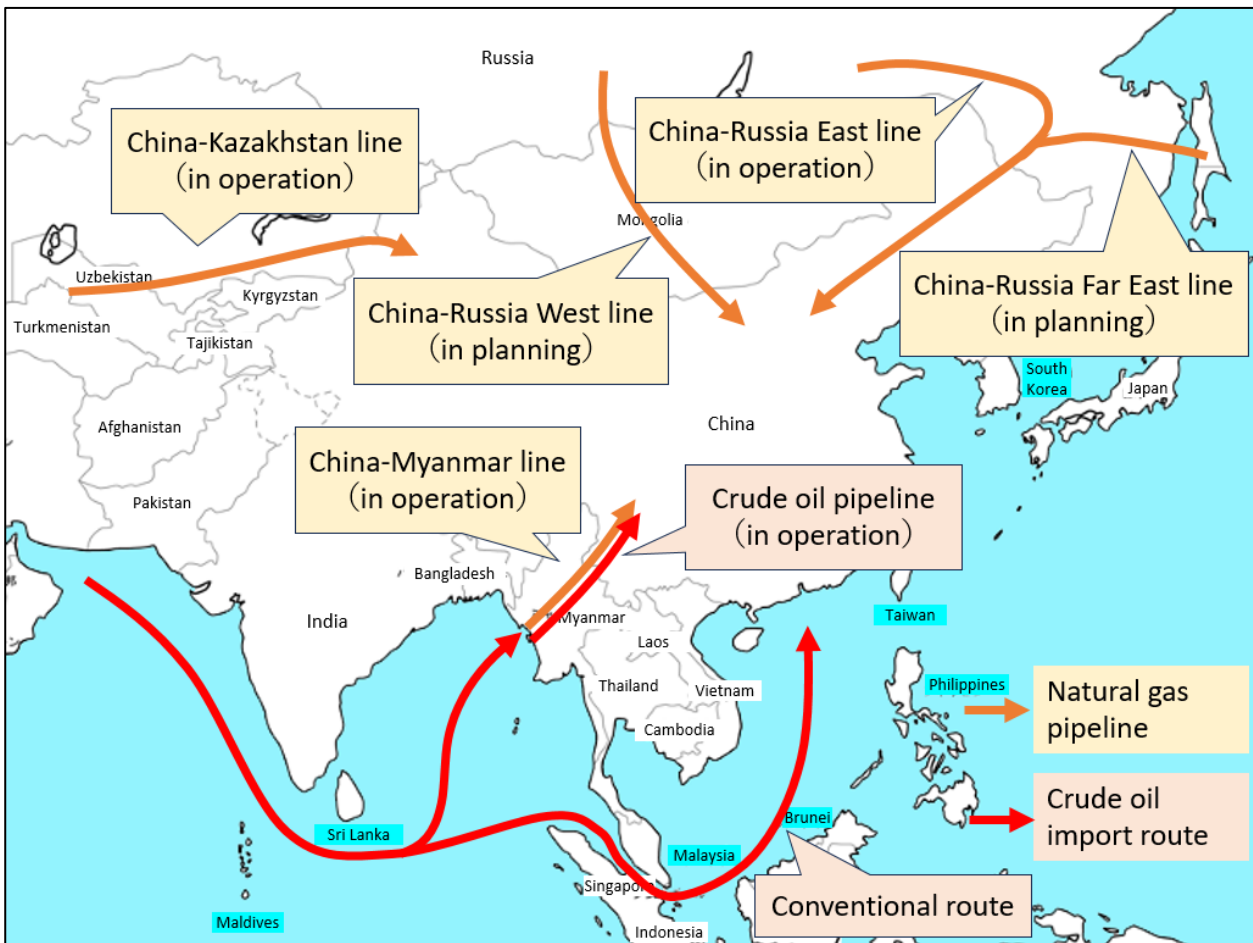 Russia
China-Kazakhstan line
（in operation）
China-Russia East line
（in operation）
Mongolia
Uzbekistan
Kyrgyzstan
Turkmenistan
Tajikistan
China-Russia West line
（in planning）
China-Russia Far East line
（in planning）
South
Korea
Japan
Afghanistan
China
China-Myanmar line
（in operation）
Crude oil pipeline
（in operation）
Pakistan
Bangladesh
India
Myanmar
Taiwan
Laos
Thailand
Vietnam
Philippines
Cambodia
Natural gas
pipeline
Sri Lanka
Brunei
Crude oil
import route
Malaysia
Singapore
Maldives
Conventional route
Indonesia